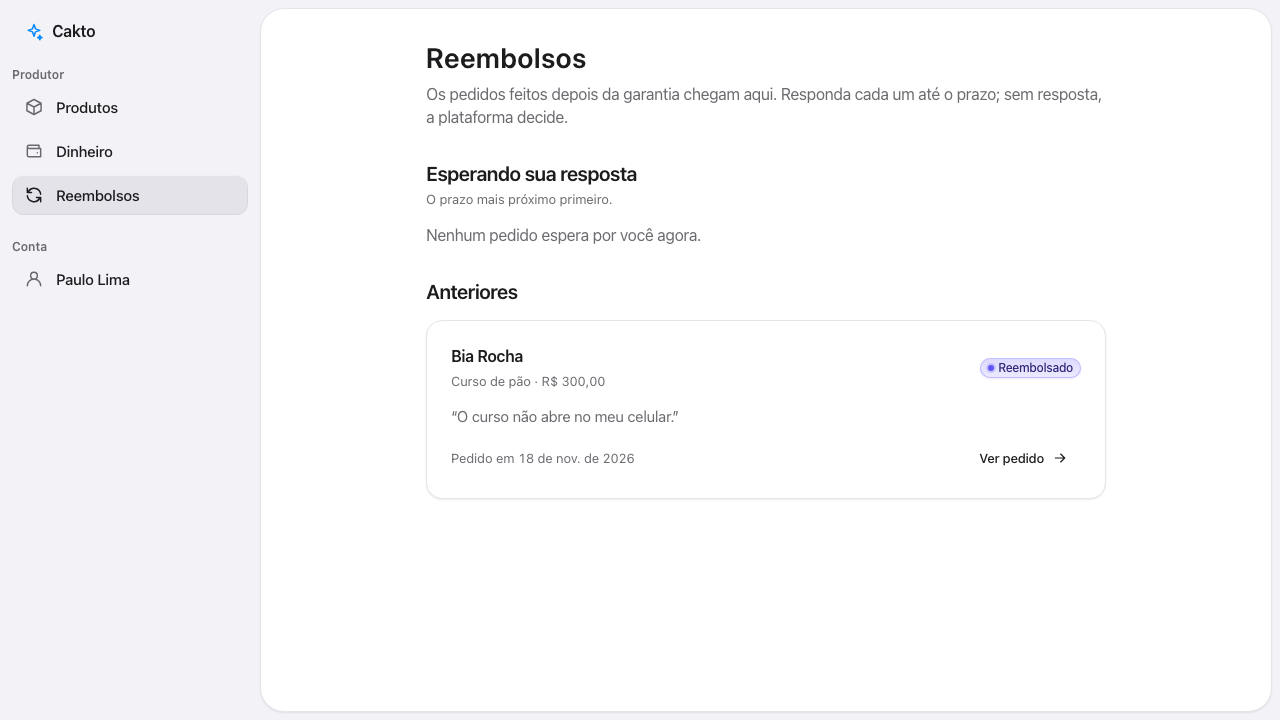 Cakto
Produtor
Produtos
Dinheiro
Reembolsos
Conta
Paulo Lima
Reembolsos
Os pedidos feitos depois da garantia chegam aqui. Responda cada um até o prazo; sem resposta,
a plataforma decide.
Esperando sua resposta
O prazo mais próximo primeiro.
Nenhum pedido espera por você agora.
Anteriores
Bia Rocha
Curso de pão · R$ 300,00
Reembolsado
“O curso não abre no meu celular.”
Pedido em 18 de nov. de 2026
Ver pedido